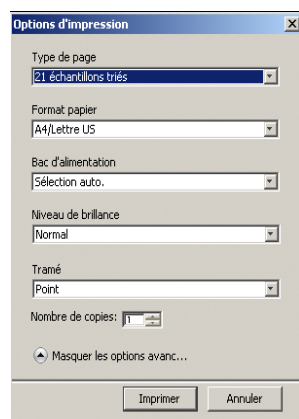 Options d'impression
Type de page
21 échantillons triés
Format papier
A4/Lettre US
Bac d'alimentation
Sélection auto.
Niveau de brillance
Normal
Tramé
Point
Nombre de copies: 1
Masquer les options avanc...
Imprimer Annuler